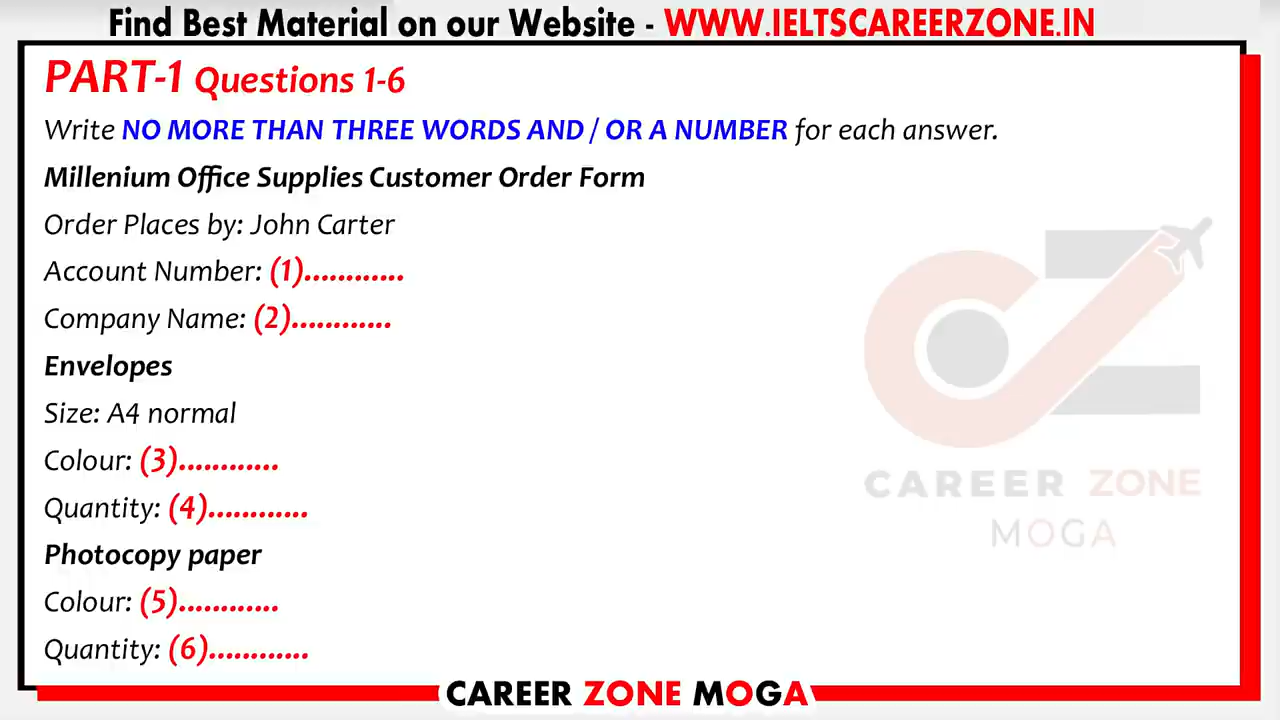 Find Best Material on our Website - WWW.IELTSCAREERZONE.IN
PART-1 Questions 1-6
Write NO MORE THAN THREE WORDS AND / OR A NUMBER for each answer.
Millenium Office Supplies Customer Order Form
Order Places by: John Carter
Account Number: (1)............
Company Name: (2)............
Envelopes
Size: A4 normal
Colour: (3)............
Quantity: (4)............
Photocopy paper
Colour: (5)............
Quantity: (6)............
CAREER ZONE
MOGA
CAREER ZONE MOGA